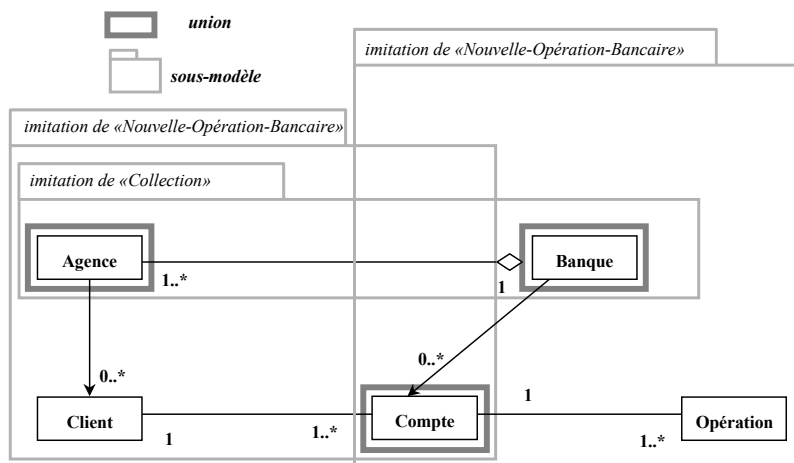 union
imitation de «Nouvelle-Opération-Bancaire»
sous-modèle
imitation de «Nouvelle-Opération-Bancaire»
imitation de «Collection»
Agence
Banque
1..*
1
0..*
0..*
Client
Compte
Opération
1
1..*
1
1..*